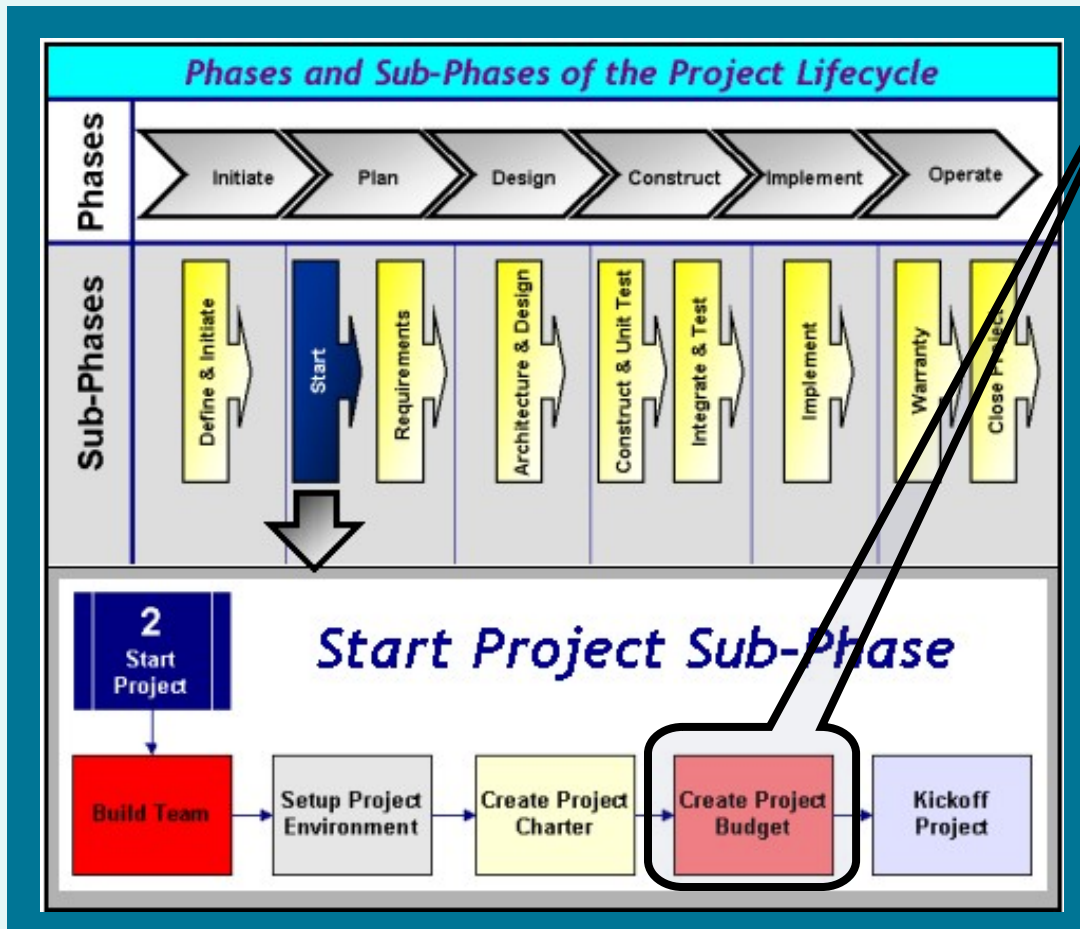 Phases and Sub-Phases of the Project Lifecycle
Phases
Initiate
Plan
Design
Construct
Implement
Operate
Sub-Phases
Define & Initiate
Start
Requirements
Architecture & Design
Construct & Unit Test
Integrate & Test
Implement
Warranty
Close Project
2
Start
Project
Start Project Sub-Phase
Build Team
Setup Project
Environment
Create Project
Charter
Create Project
Budget
Kickoff
Project